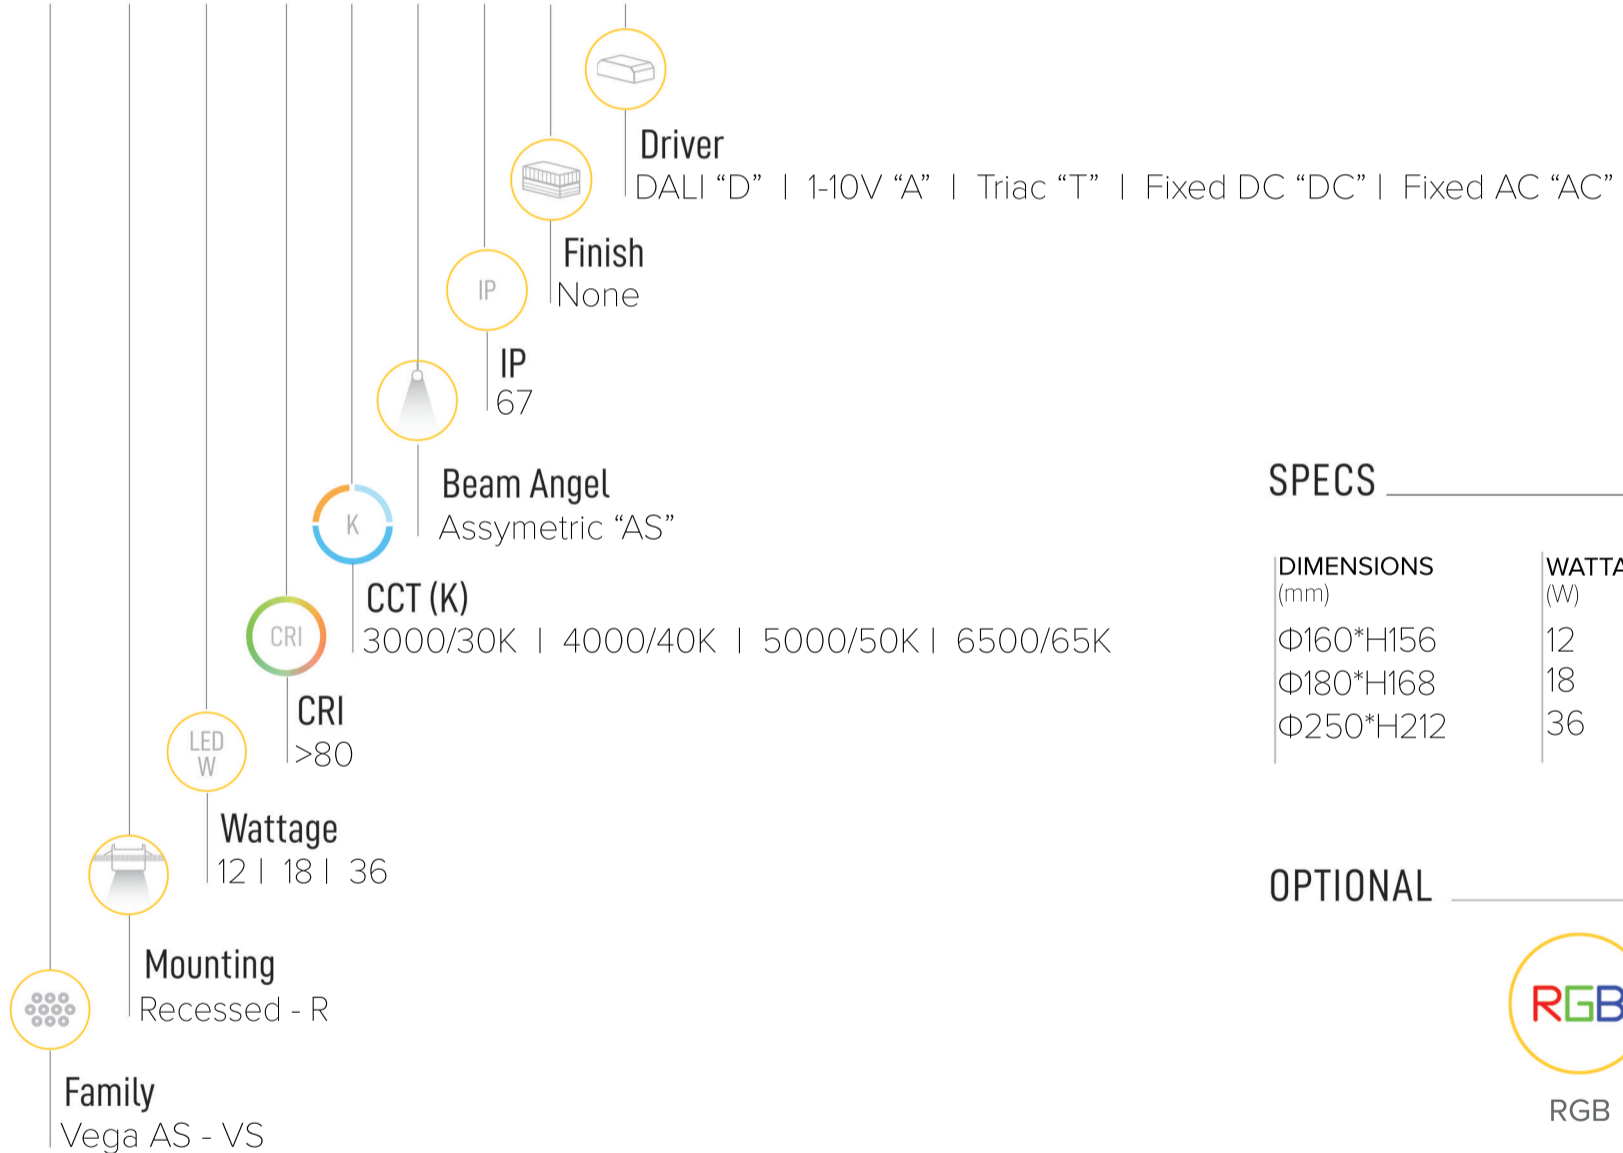 Driver
DALI “D” | 1-10V “A” | Triac “T” | Fixed DC “DC” | Fixed AC “AC”
Finish
None
IP
IP
67
Beam Angel
Assymetric “AS”
K
CCT (K)
3000/30K | 4000/40K | 5000/50K | 6500/65K
CRI
CRI
>80
LED
W
Wattage
12 | 18 | 36
Mounting
Recessed - R
Family
Vega AS - VS
SPECS
DIMENSIONS
(mm)
Φ160*H156
Φ180*H168
Φ250*H212
WATTA
(W)
12
18
36
OPTIONAL
RGB
RGB